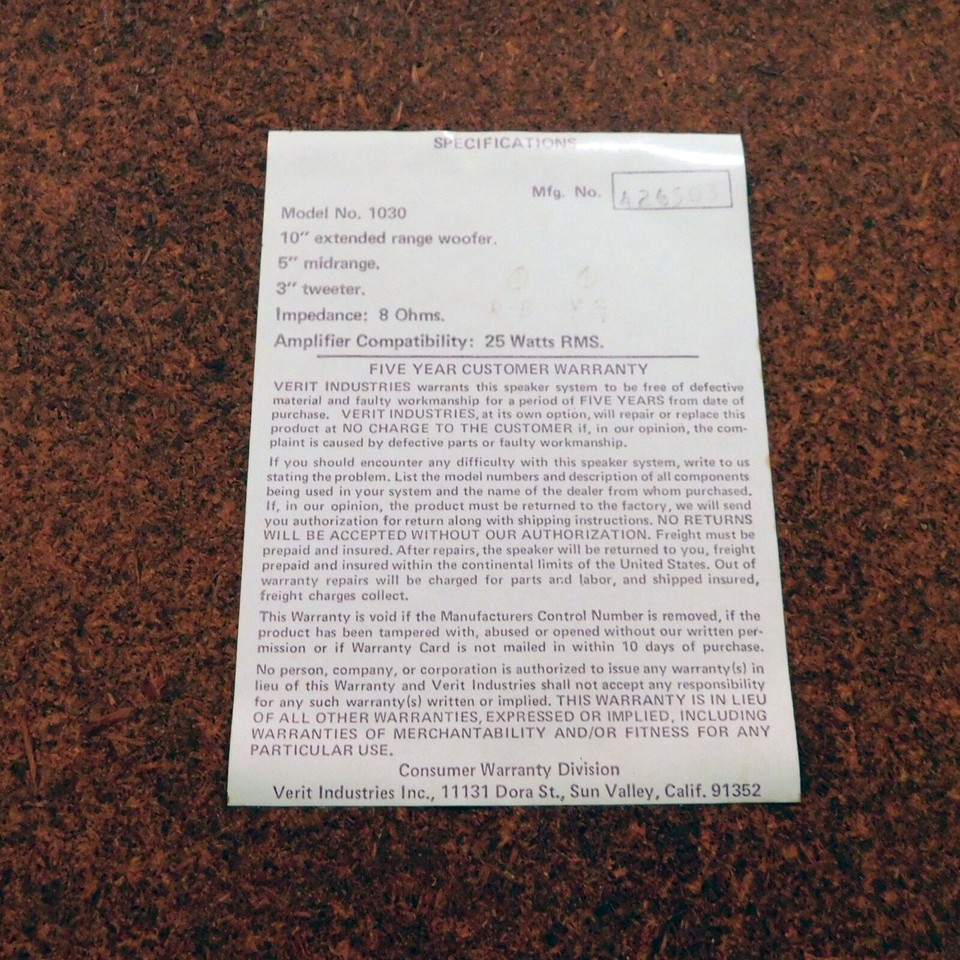 SPECIFICATIONS
Mfg. No.
Model No. 1030
10" extended range woofer.
5" midrange.
3" tweeter.
Impedance: 8 Ohms.
Amplifier Compatibility: 25 Watts RMS.
FIVE YEAR CUSTOMER WARRANTY
VERIT INDUSTRIES warrants this speaker system to be free of defective
material and faulty workmanship for a period of FIVE YEARS from date of
purchase. VERIT INDUSTRIES, at its own option, will repair or replace this
product at NO CHARGE TO THE CUSTOMER if, in our opinion, the com-
plaint is caused by defective parts or faulty workmanship.
If you should encounter any difficulty with this speaker system, write to us
stating the problem. List the model numbers and description of all components
being used in your system and the name of the dealer from whom purchased.
If, in our opinion, the product must be returned to the factory, we will send
you authorization for return along with shipping instructions. NO RETURNS
WILL BE ACCEPTED WITHOUT OUR AUTHORIZATION. Freight must be
prepaid and insured. After repairs, the speaker will be returned to you, freight
prepaid and insured within the continental limits of the United States. Out of
warranty repairs will be charged for parts and labor, and shipped insured,
freight charges collect.
This Warranty is void if the Manufacturers Control Number is removed, if the
product has been tampered with, abused or opened without our written per-
mission or if Warranty Card is not mailed in within 10 days of purchase.
No person, company, or corporation is authorized to issue any warranty(s) in
lieu of this Warranty and Verit Industries shall not accept any responsibility
for any such warranty(s) written or implied. THIS WARRANTY IS IN LIEU
OF ALL OTHER WARRANTIES, EXPRESSED OR IMPLIED, INCLUDING
WARRANTIES OF MERCHANTABILITY AND/OR FITNESS FOR ANY
PARTICULAR USE.
Consumer Warranty Division
Verit Industries Inc., 11131 Dora St., Sun Valley, Calif. 91352